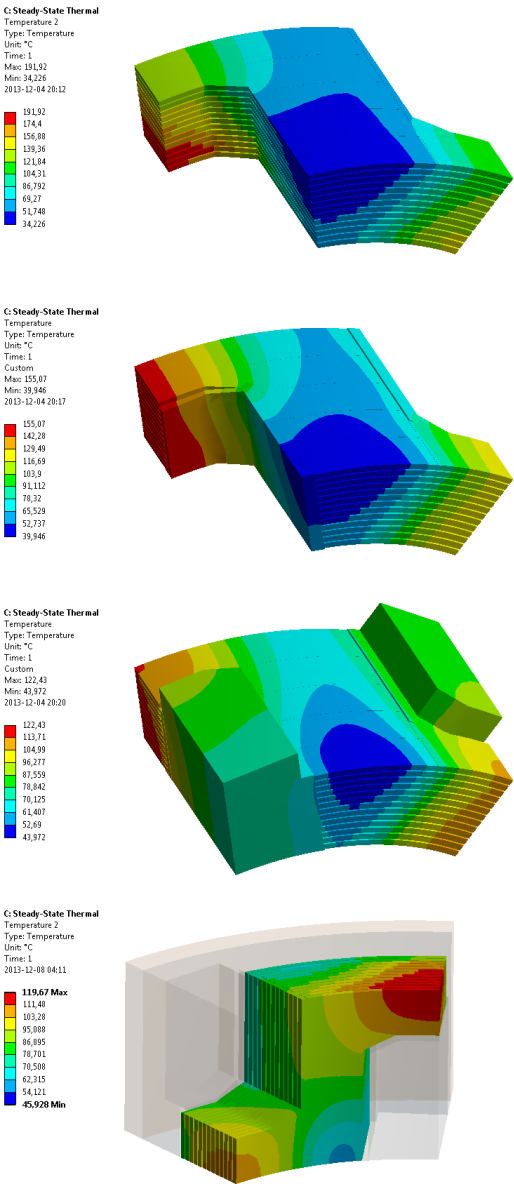 C: Steady-State Thermal
Temperature 2
Type: Temperature
Unit: °C
Time: 1
Max: 191,92
Min: 34,226
2013-12-04 20:12
191,92
174,4
156,88
139,36
121,84
104,31
86,792
69,27
51,748
34,226
C: Steady-State Thermal
Temperature
Type: Temperature
Unit: °C
Time: 1
Custom
Max: 155,07
Min: 39,946
2013-12-04 20:17
155,07
142,28
129,49
116,69
103,9
91,112
78,32
65,529
52,737
39,946
C: Steady-State Thermal
Temperature
Type: Temperature
Unit: °C
Time: 1
Custom
Max: 122,43
Min: 43,972
2013-12-04 20:20
122,43
113,71
104,99
96,277
87,559
78,842
70,125
61,407
52,69
43,972
C: Steady-State Thermal
Temperature 2
Type: Temperature
Unit: °C
Time: 1
2013-12-08 04:11
119,67 Max
111,48
103,28
95,088
86,895
78,701
70,508
62,315
54,121
45,928 Min